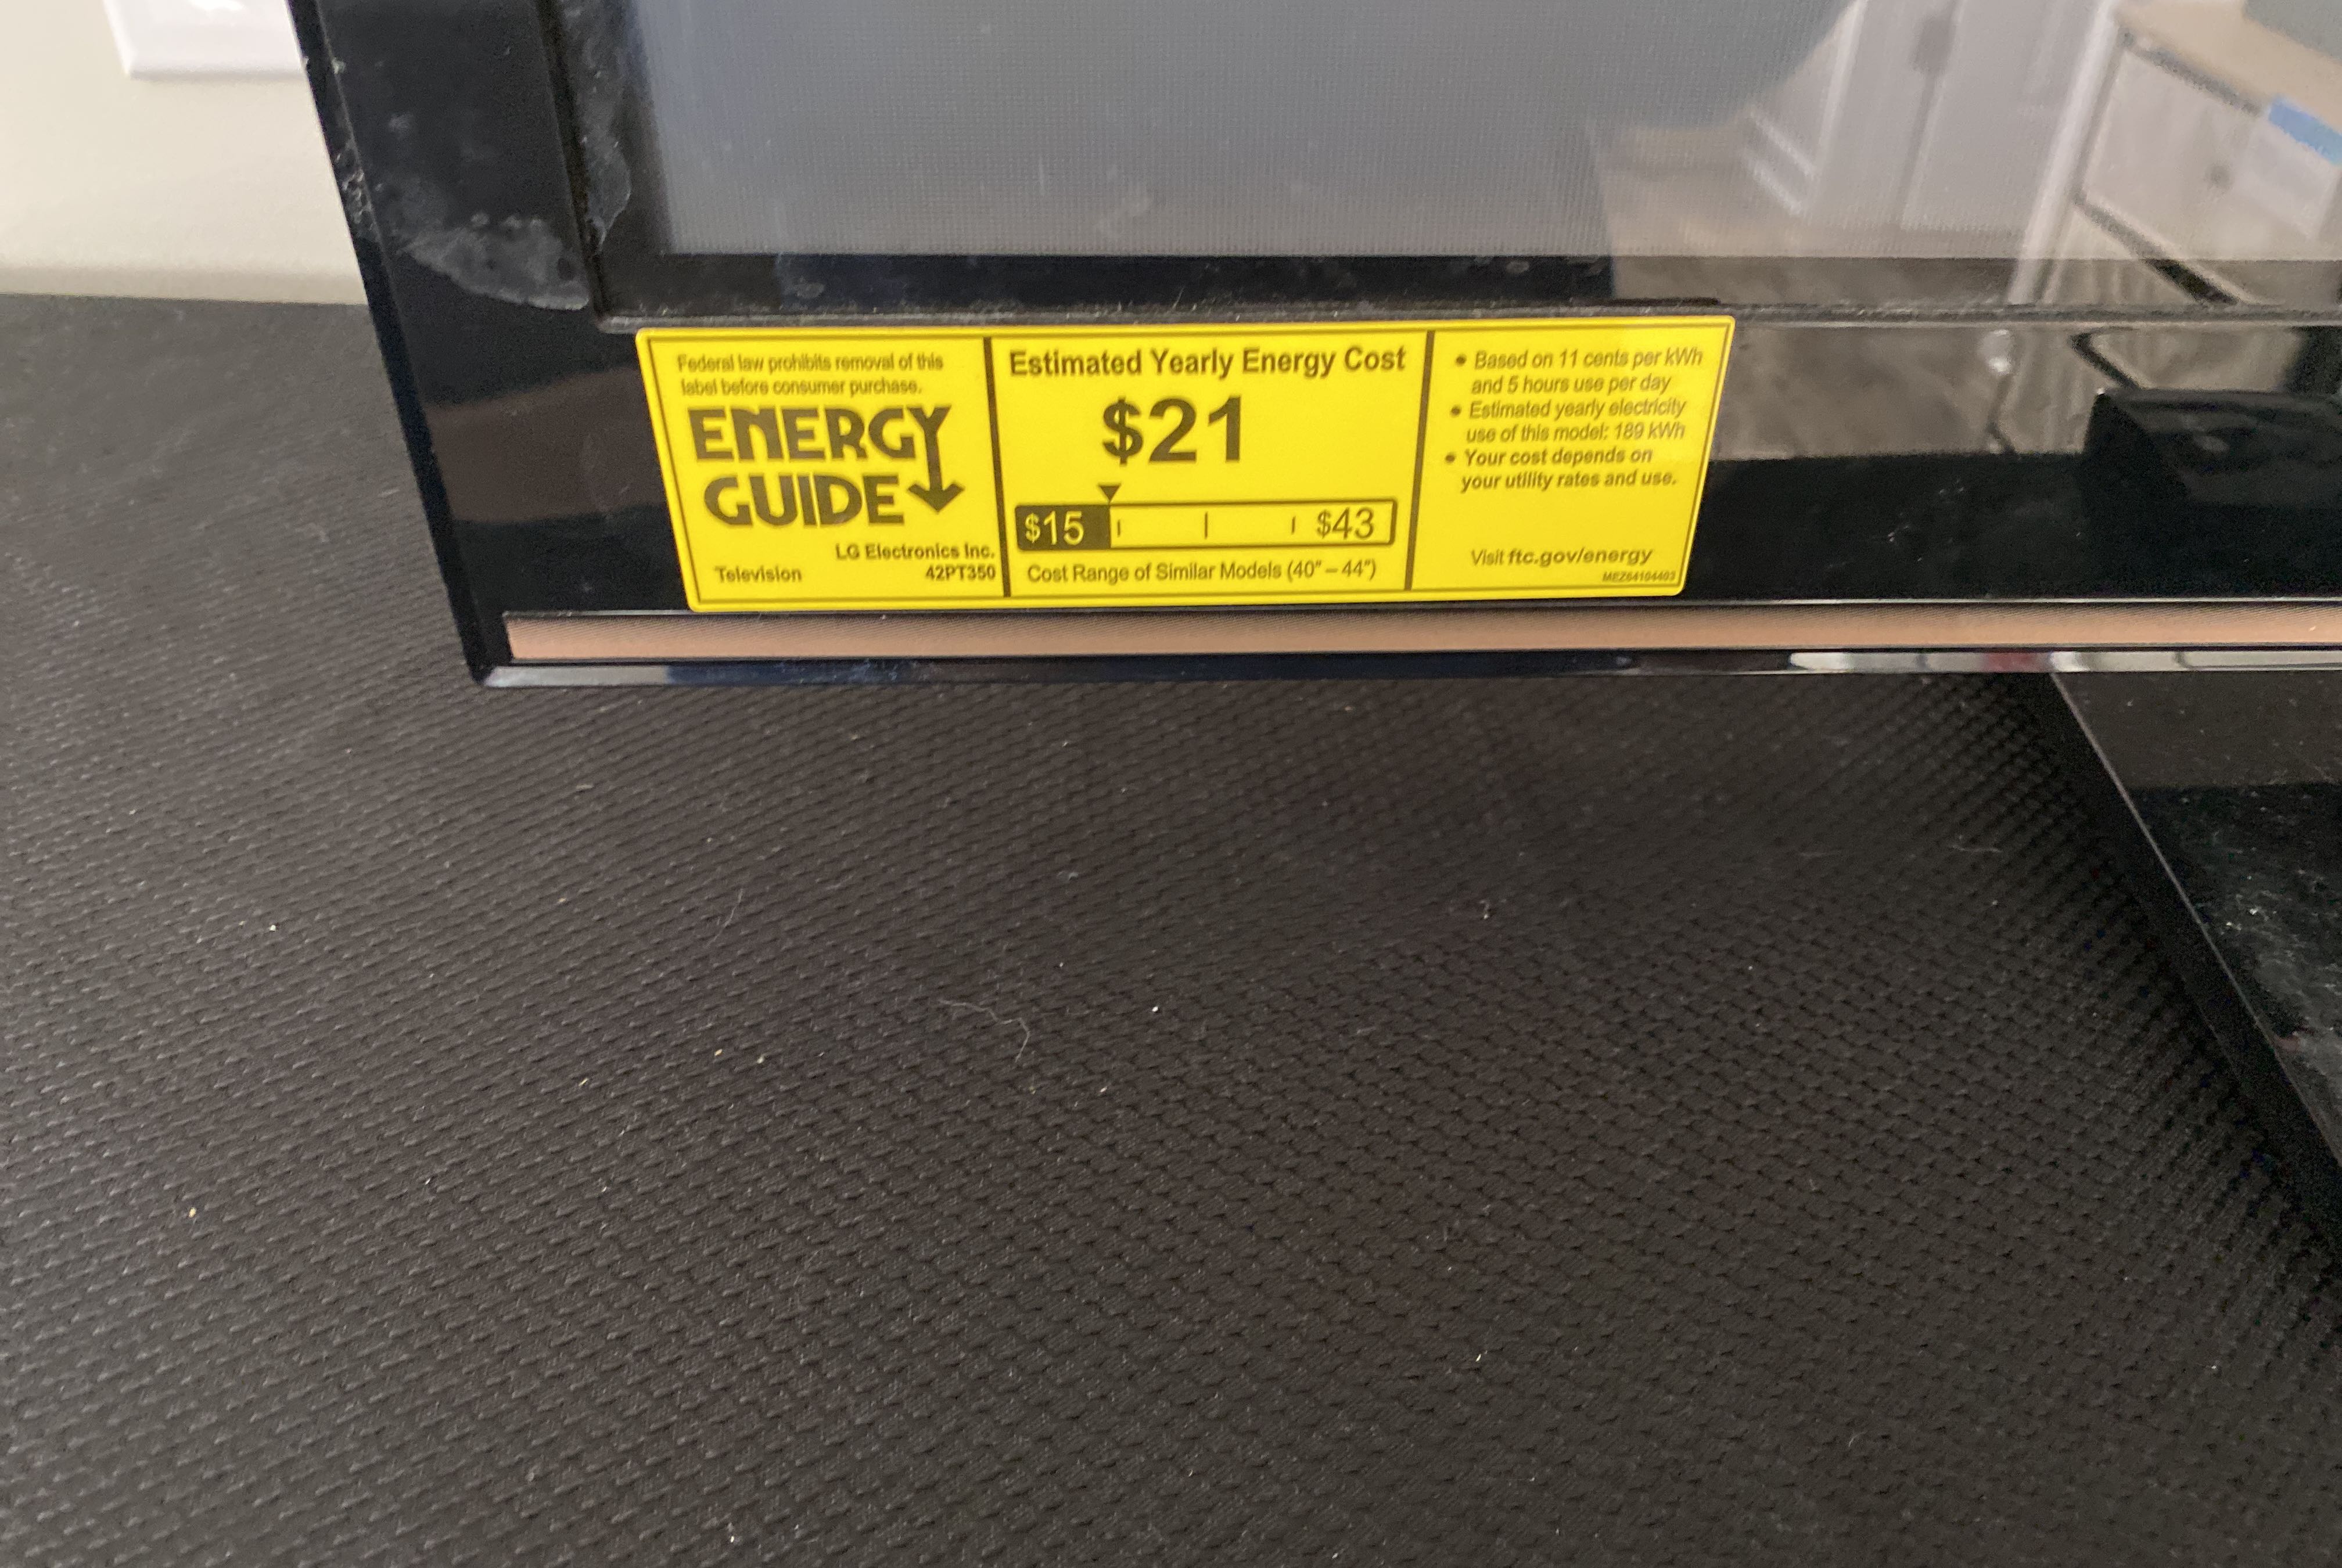 Federal law prohibits removal of this
label before consumer purchase.
ENERGY
GUIDE
LG Electronics Inc.
Television 42PT350
Estimated Yearly Energy Cost
$21
$15 $43
Cost Range of Similar Models (40" – 44")
• Based on 11 cents per kWh
and 5 hours use per day
• Estimated yearly electricity
use of this model: 189 kWh
• Your cost depends on
your utility rates and use.
Visit ftc.gov/energy